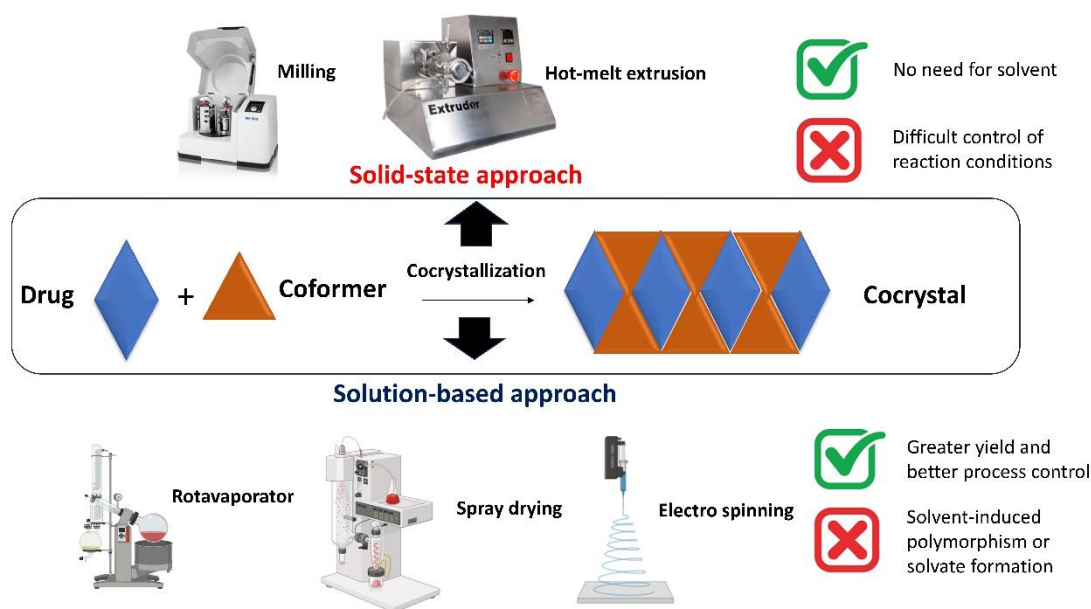 Milling
Hot-melt extrusion
Extruder
No need for solvent
Difficult control of
reaction conditions
Solid-state approach
Drug
+
Coformer
Cocrystallization
Cocrystal
Solution-based approach
Rotavaporator
Spray drying
Electro spinning
Greater yield and
better process control
Solvent-induced
polymorphism or
solvate formation